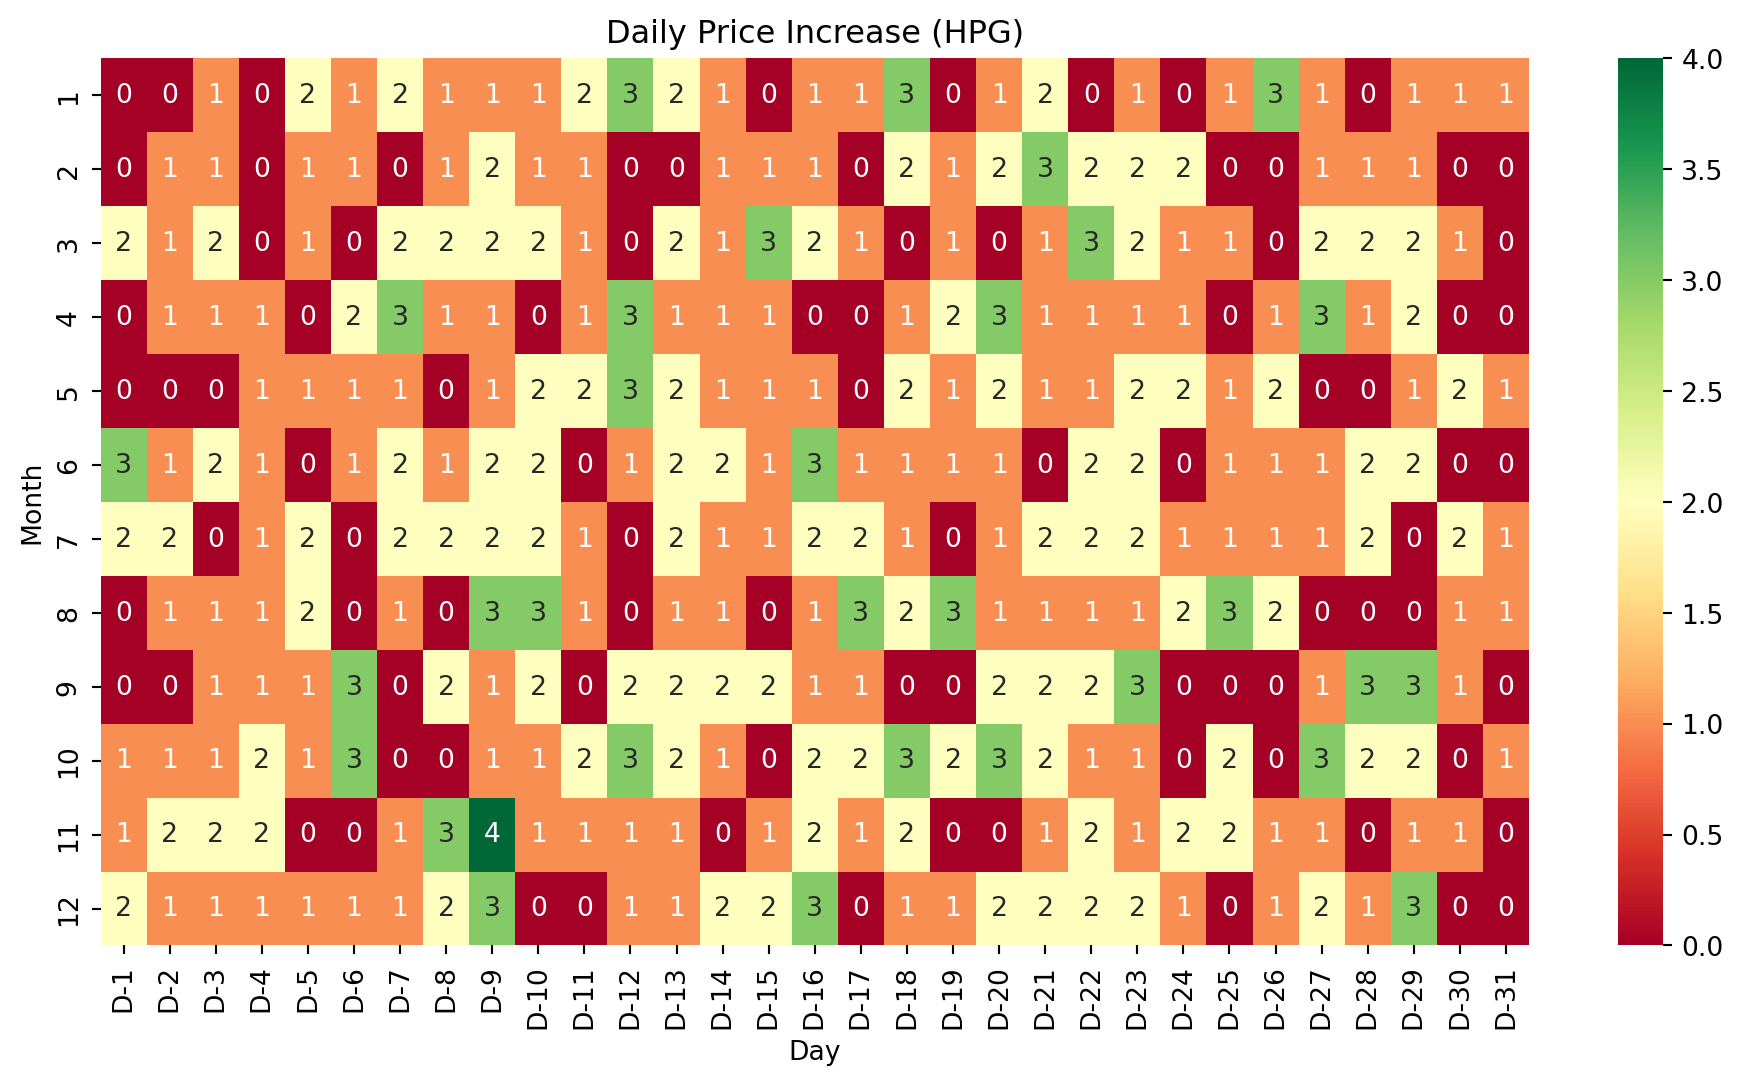 Daily Price Increase (HPG)
1 0 0 1 0 2 1 2 1 1 1 2 3 2 1 0 1 1 3 0 1 2 0 1 0 1 3 1 0 1 1 1
2 0 1 1 0 1 1 0 1 2 1 1 0 0 1 1 1 0 2 1 2 3 2 2 2 0 0 1 1 1 0 0
3 2 1 2 0 1 0 2 2 2 2 1 0 2 1 3 2 1 0 1 0 1 3 2 1 1 0 2 2 2 1 0
4 0 1 1 1 0 2 3 1 1 0 1 3 1 1 1 0 0 1 2 3 1 1 1 1 0 1 3 1 2 0 0
5 0 0 0 1 1 1 1 0 1 2 2 3 2 1 1 1 0 2 1 2 1 1 2 2 1 2 0 0 1 2 1
6 3 1 2 1 0 1 2 1 2 2 0 1 2 2 1 3 1 1 1 1 0 2 2 0 1 1 1 2 2 0 0
7 2 2 0 1 2 0 2 2 2 2 1 0 2 1 1 2 2 1 0 1 2 2 2 1 1 1 1 2 0 2 1
8 0 1 1 1 2 0 1 0 3 3 1 0 1 1 0 1 3 2 3 1 1 1 1 2 3 2 0 0 0 1 1
9 0 0 1 1 1 3 0 2 1 2 0 2 2 2 2 1 1 0 0 2 2 2 3 0 0 0 1 3 3 1 0
10 1 1 1 2 1 3 0 0 1 1 2 3 2 1 0 2 2 3 2 3 2 1 1 0 2 0 3 2 2 0 1
11 1 2 2 2 0 0 1 3 4 1 1 1 1 0 1 2 1 2 0 0 1 2 1 2 2 1 1 0 1 1 0
12 2 1 1 1 1 1 1 2 3 0 0 1 1 2 2 3 0 1 1 2 2 2 2 1 0 1 2 1 3 0 0
Month
D-1 D-2 D-3 D-4 D-5 D-6 D-7 D-8 D-9 D-10 D-11 D-12 D-13 D-14 D-15 D-16 D-17 D-18 D-19 D-20 D-21 D-22 D-23 D-24 D-25 D-26 D-27 D-28 D-29 D-30 D-31
Day
4.0
3.5
3.0
2.5
2.0
1.5
1.0
0.5
0.0